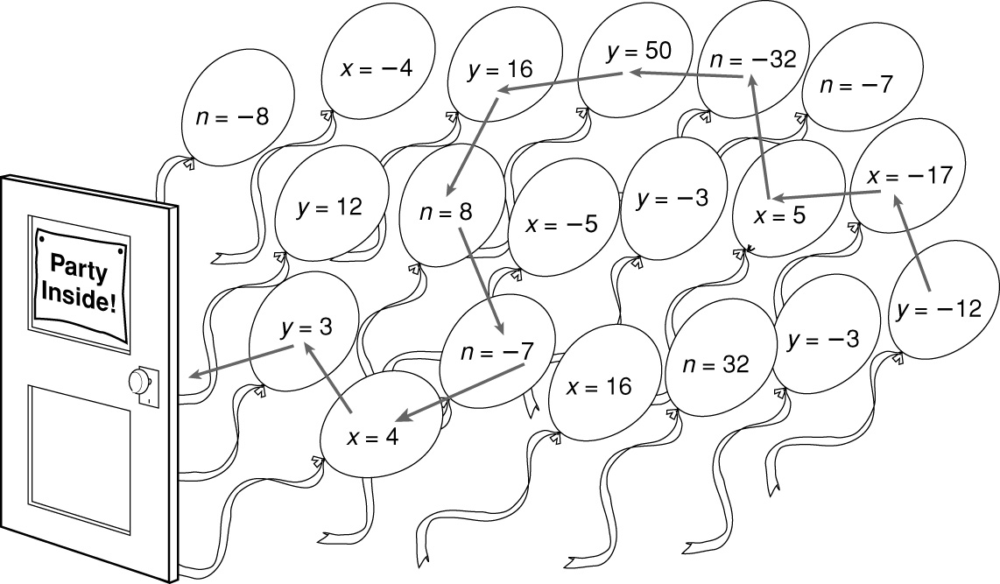 x = −4
y = 16
y = 50
n = −32
n = −7
n = −8
y = 12
n = 8
x = −5
y = −3
x = 5
x = −17
Party
Inside!
y = 3
n = −7
x = 16
n = 32
y = −3
y = −12
x = 4